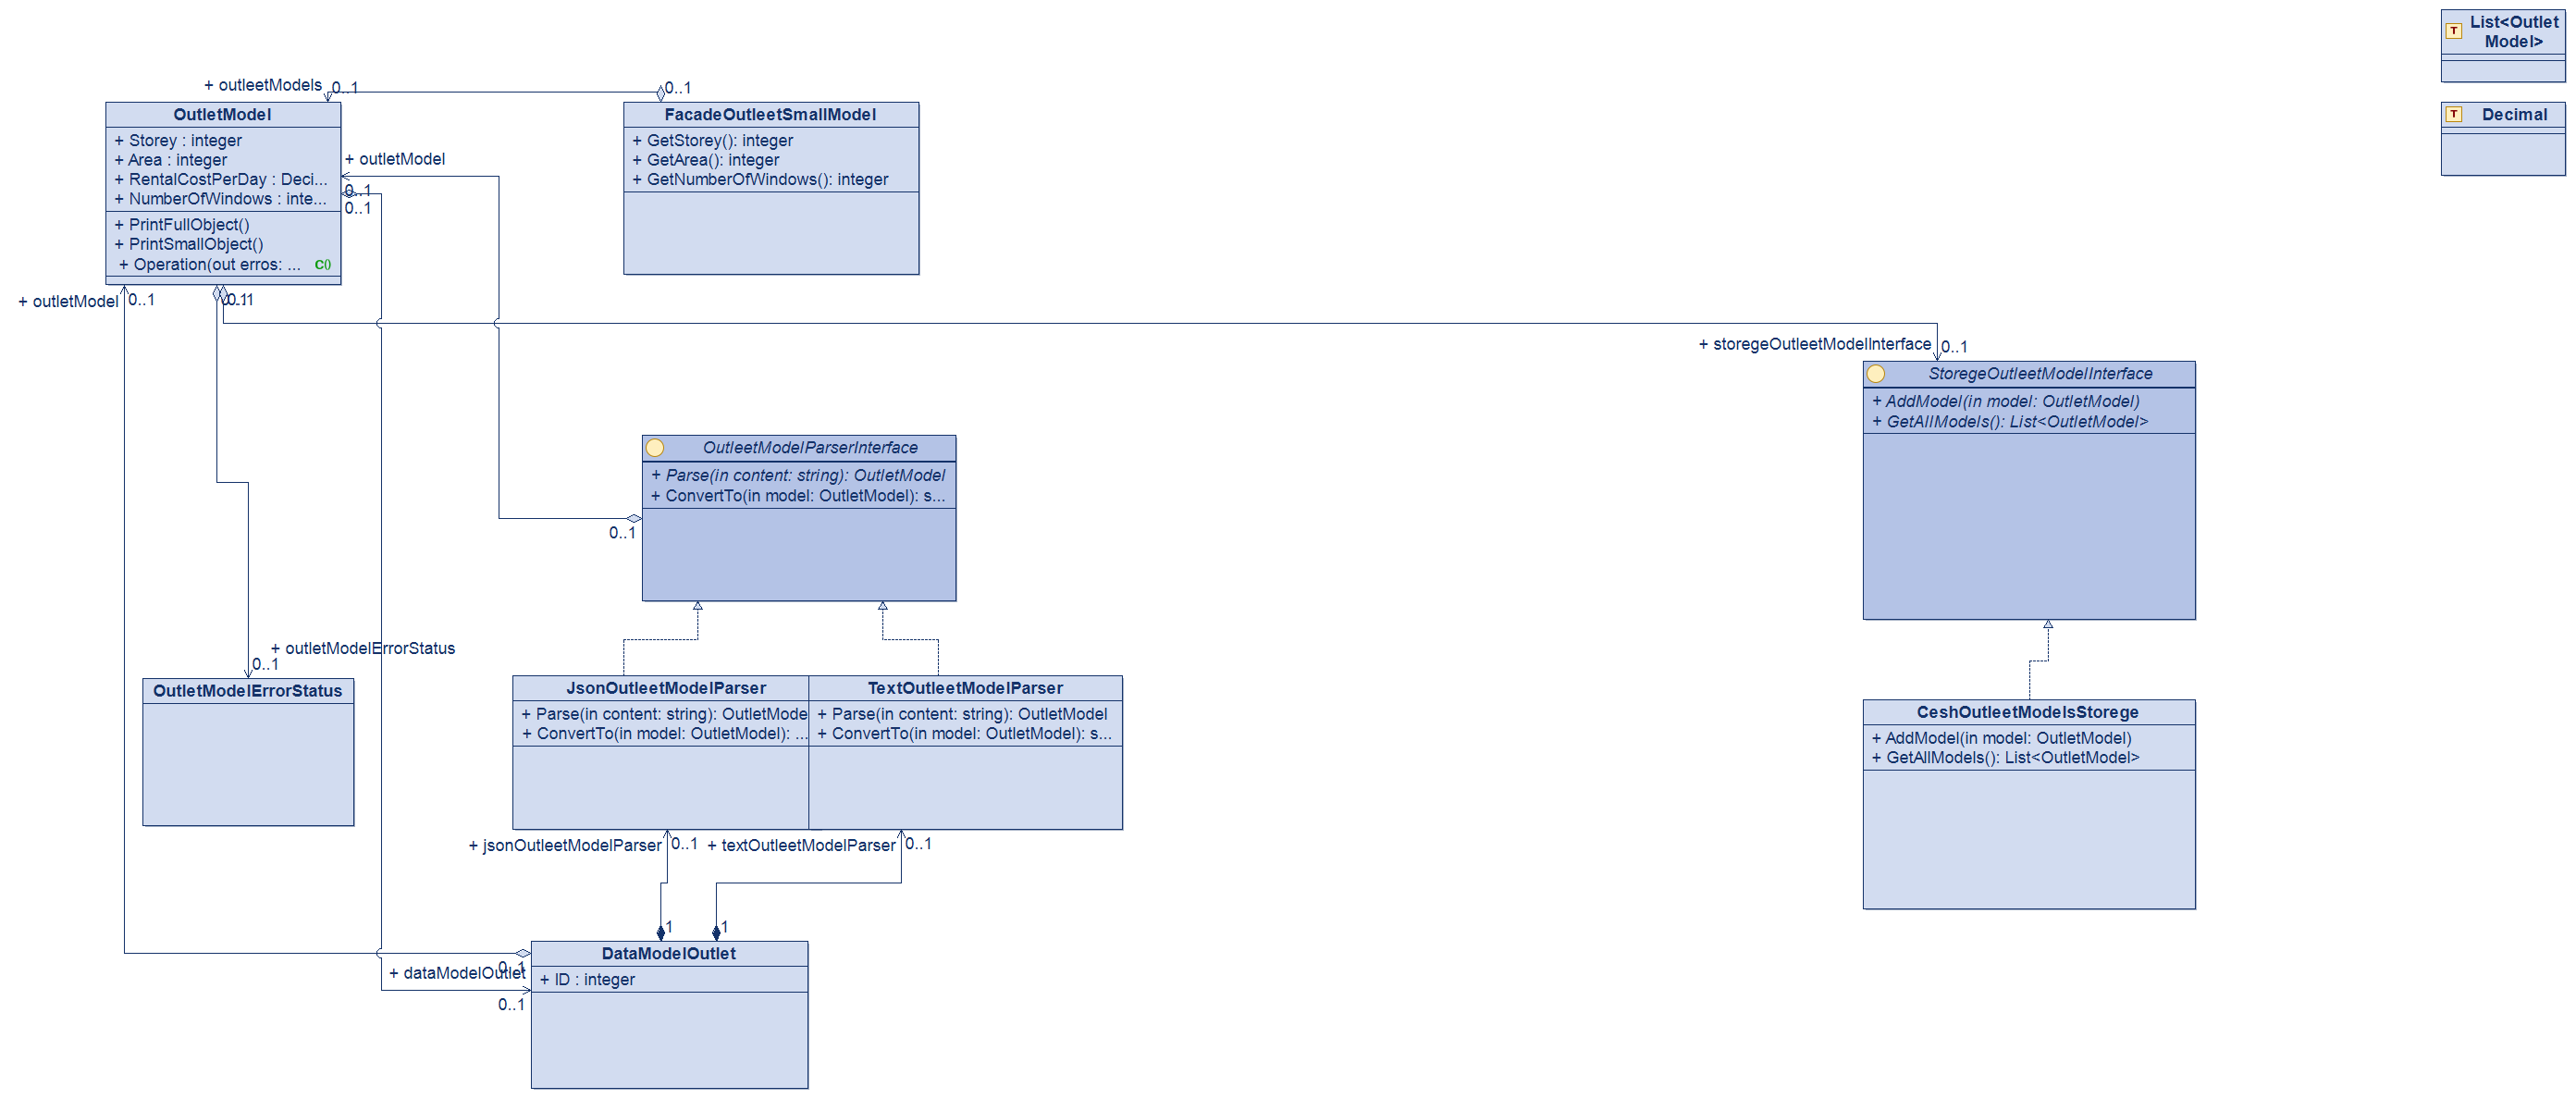 List<Outlet
Model>
Decimal
+ outleetModels
0..1
0..1
OutletModel
+ Storey : integer
+ Area : integer
+ RentalCostPerDay : Deci...
+ NumberOfWindows : inte...
+ PrintFullObject()
+ PrintSmallObject()
+ Operation(out erros: ... C()
FacadeOutleetSmallModel
+ GetStorey(): integer
+ GetArea(): integer
+ GetNumberOfWindows(): integer
+ outletModel
0..1
0..1
+ outletModel
0..1
0..1
+ storegeOutleetModelInterface
0..1
StoregeOutleetModelInterface
+ AddModel(in model: OutletModel)
+ GetAllModels(): List<OutletModel>
OutleetModelParserInterface
+ Parse(in content: string): OutletModel
+ ConvertTo(in model: OutletModel): s...
0..1
+ outletModelErrorStatus
0..1
OutletModelErrorStatus
JsonOutleetModelParser
+ Parse(in content: string): OutletMode
+ ConvertTo(in model: OutletModel): ...
TextOutleetModelParser
+ Parse(in content: string): OutletModel
+ ConvertTo(in model: OutletModel): s...
CeshOutleetModelsStorege
+ AddModel(in model: OutletModel)
+ GetAllModels(): List<OutletModel>
+ jsonOutleetModelParser
0..1
+ textOutleetModelParser
0..1
1
1
DataModelOutlet
+ ID : integer
0..1
+ dataModelOutlet
0..1